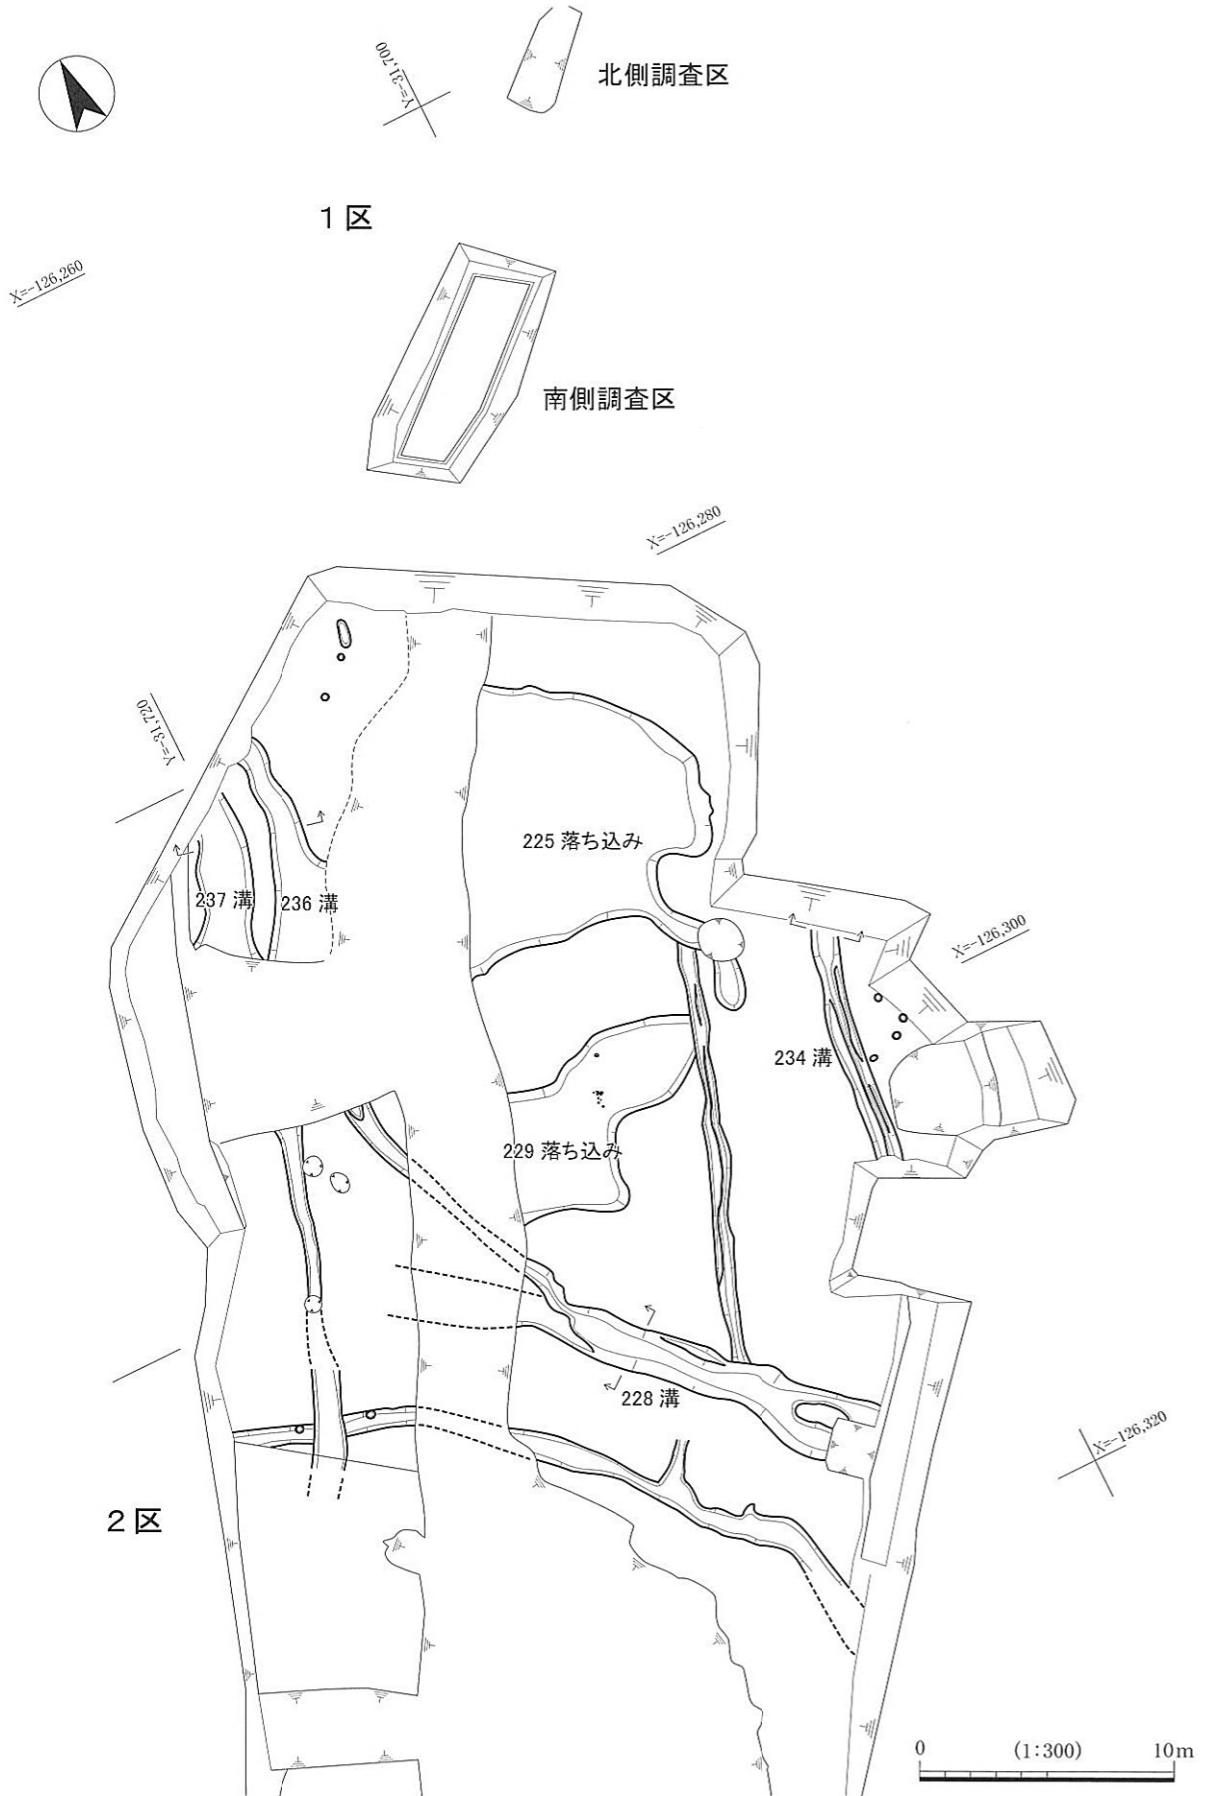 Y=-31,700
北側調査区
1区
X=-126,260
南側調査区
X=-126,280
Y=-31,720
225 落ち込み
237 溝
236 溝
X=-126,300
234 溝
229 落ち込み
228 溝
X=-126,320
2区
0 (1:300) 10m